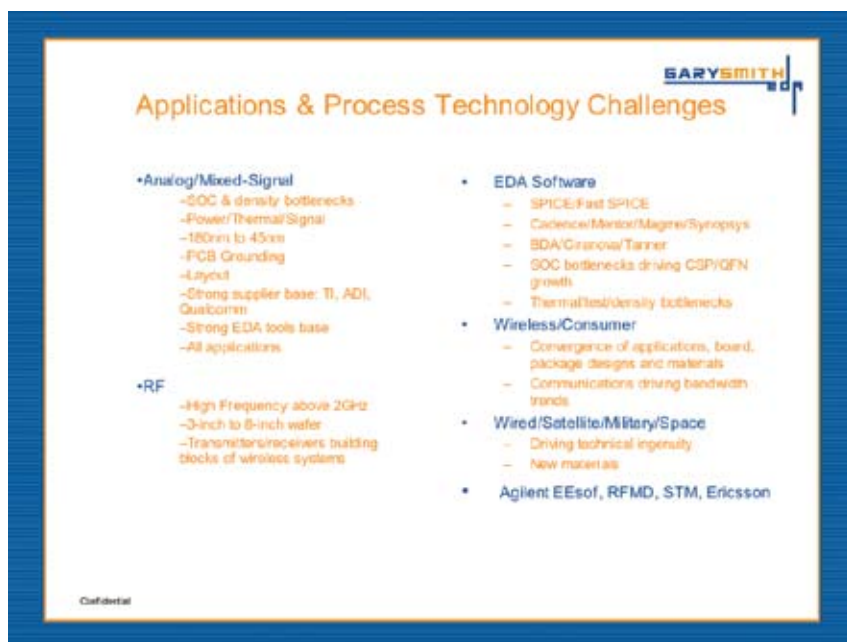 GARYSMITH
EDA
Applications & Process Technology Challenges
•Analog/Mixed-Signal
–SOC & density bottlenecks
–Power/Thermal/Signal
–180nm to 45nm
–PCB Grounding
–Layout
–Strong supplier base: TI, ADI,
Qualcomm
–Strong EDA tools base
–All applications
•RF
–High Frequency above 2GHz
–3-inch to 6-inch wafer
–Transmitters/receivers building
blocks of wireless systems
• EDA Software
– SPICE/Fast SPICE
– Cadence/Mentor/Magma/Synopsys
– BDA/Ciranova/Tanner
– SOC bottlenecks driving CSP/QFN
growth
– Thermal/test/density bottlenecks
• Wireless/Consumer
– Convergence of applications, board,
package designs and materials
– Communications driving bandwidth
trends
• Wired/Satellite/Military/Space
– Driving technical ingenuity
– New materials
• Agilent EEsof, RFMD, STM, Ericsson
Confidential